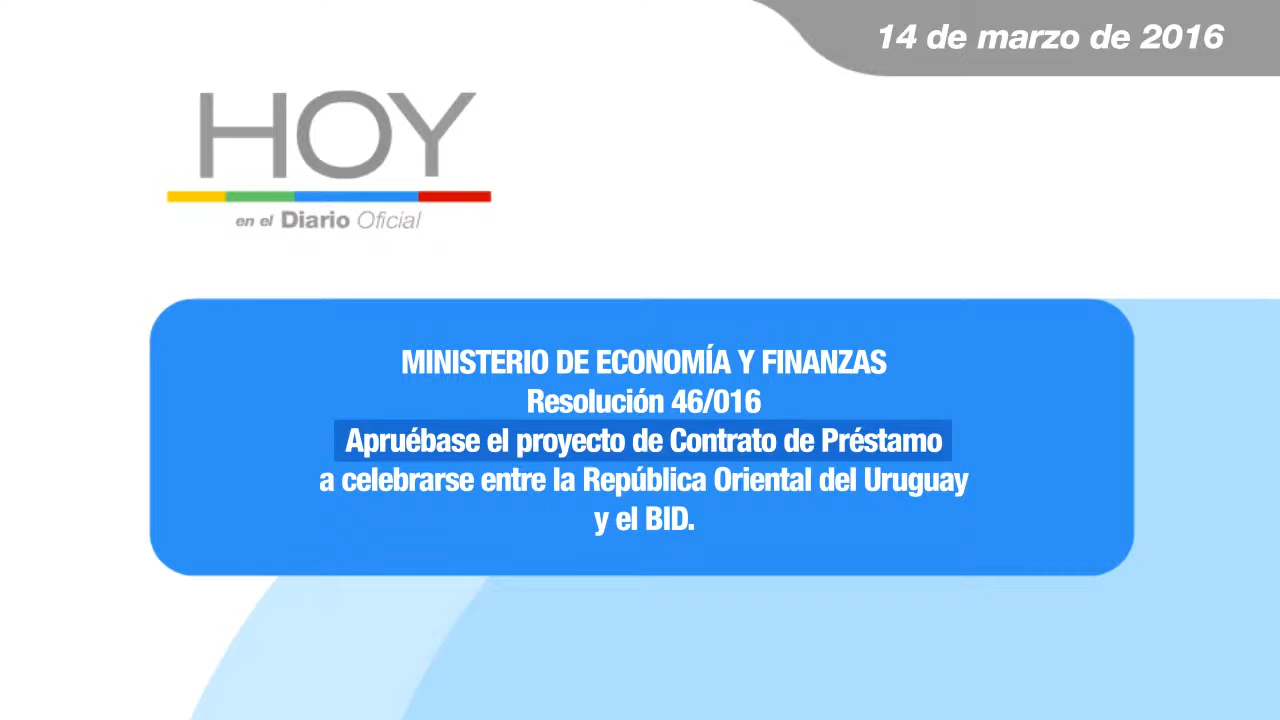 14 de marzo de 2016
HOY
en el Diario Oficial
MINISTERIO DE ECONOMÍA Y FINANZAS
Resolución 46/016
Apruébase el proyecto de Contrato de Préstamo
a celebrarse entre la República Oriental del Uruguay
y el BID.